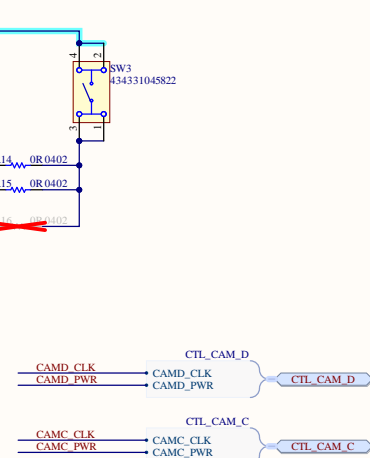 4
2
SW3
434331045822
3
1
14 0R 0402
15 0R 0402
16 0R 0402
CTL_CAM_D
CAMD_CLK CAMD_CLK
CAMD_PWR CAMD_PWR CTL_CAM_D
CTL_CAM_C
CAMC_CLK CAMC_CLK
CAMC_PWR CAMC_PWR CTL_CAM_C